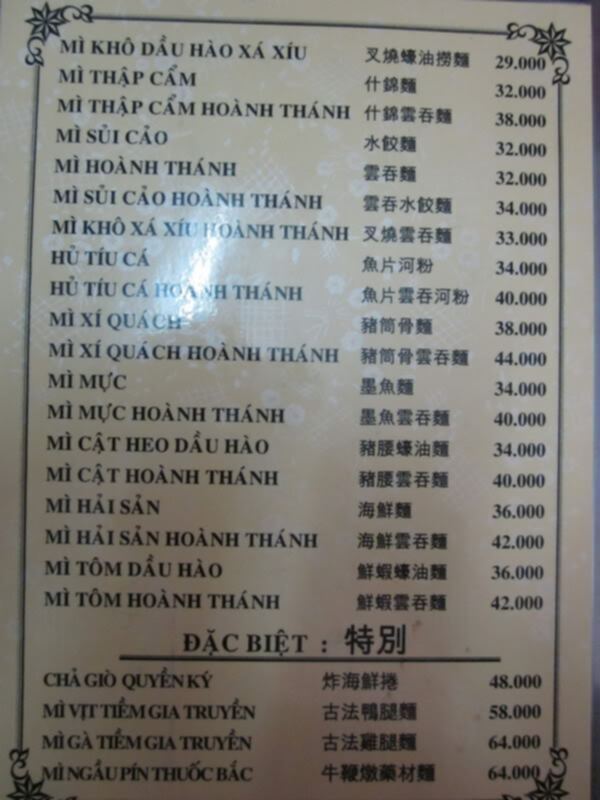 MÌ KHÔ DẦU HÀO XÁ XÍU 叉燒蠔油撈麵 29.000
MÌ THẬP CẨM 什錦麵 32.000
MÌ THẬP CẨM HOÀNH THÁNH 什錦雲吞麵 38.000
MÌ SỦI CẢO 水餃麵 32.000
MÌ HOÀNH THÁNH 雲吞麵 32.000
MÌ SỦI CẢO HOÀNH THÁNH 雲吞水餃麵 34.000
MÌ KHÔ XÁ XÍU HOÀNH THÁNH 叉燒雲吞麵 33.000
HỦ TÍU CÁ 魚片河粉 34.000
HỦ TÍU CÁ HOÀNH THÁNH 魚片雲吞河粉 40.000
MÌ XÍ QUÁCH 豬筒骨麵 38.000
MÌ XÍ QUÁCH HOÀNH THÁNH 豬筒骨雲吞麵 44.000
MÌ MỰC 墨魚麵 34.000
MÌ MỰC HOÀNH THÁNH 墨魚雲吞麵 40.000
MÌ CẬT HEO DẦU HÀO 豬腰蠔油麵 34.000
MÌ CẬT HOÀNH THÁNH 豬腰雲吞麵 40.000
MÌ HẢI SẢN 海鮮麵 36.000
MÌ HẢI SẢN HOÀNH THÁNH 海鮮雲吞麵 42.000
MÌ TÔM DẦU HÀO 鮮蝦蠔油麵 36.000
MÌ TÔM HOÀNH THÁNH 鮮蝦雲吞麵 42.000
ĐẶC BIỆT : 特別
CHẢ GIÒ QUYỀN KÝ 炸海鮮捲 48.000
MÌ VỊT TIỀM GIA TRUYỀN 古法鴨腿麵 58.000
MÌ GÀ TIỀM GIA TRUYỀN 古法雞腿麵 64.000
MÌ NGẦU PÍN THUỐC BẮC 牛鞭燉藥材麵 64.000